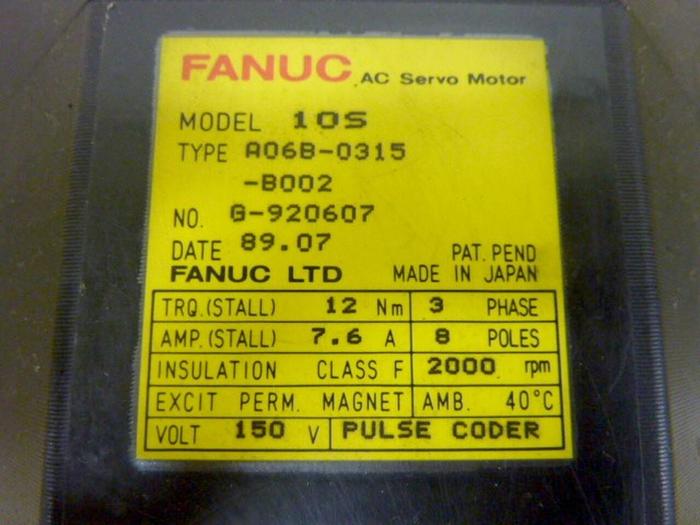 FANUC AC Servo Motor
MODEL 10S
TYPE A06B-0315
-B002
NO. G-920607
DATE 89.07 PAT. PEND
FANUC LTD MADE IN JAPAN
TRQ.(STALL) 12 Nm 3 PHASE
AMP.(STALL) 7.6 A 8 POLES
INSULATION CLASS F 2000 rpm
EXCIT PERM. MAGNET AMB. 40°C
VOLT 150 V PULSE CODER